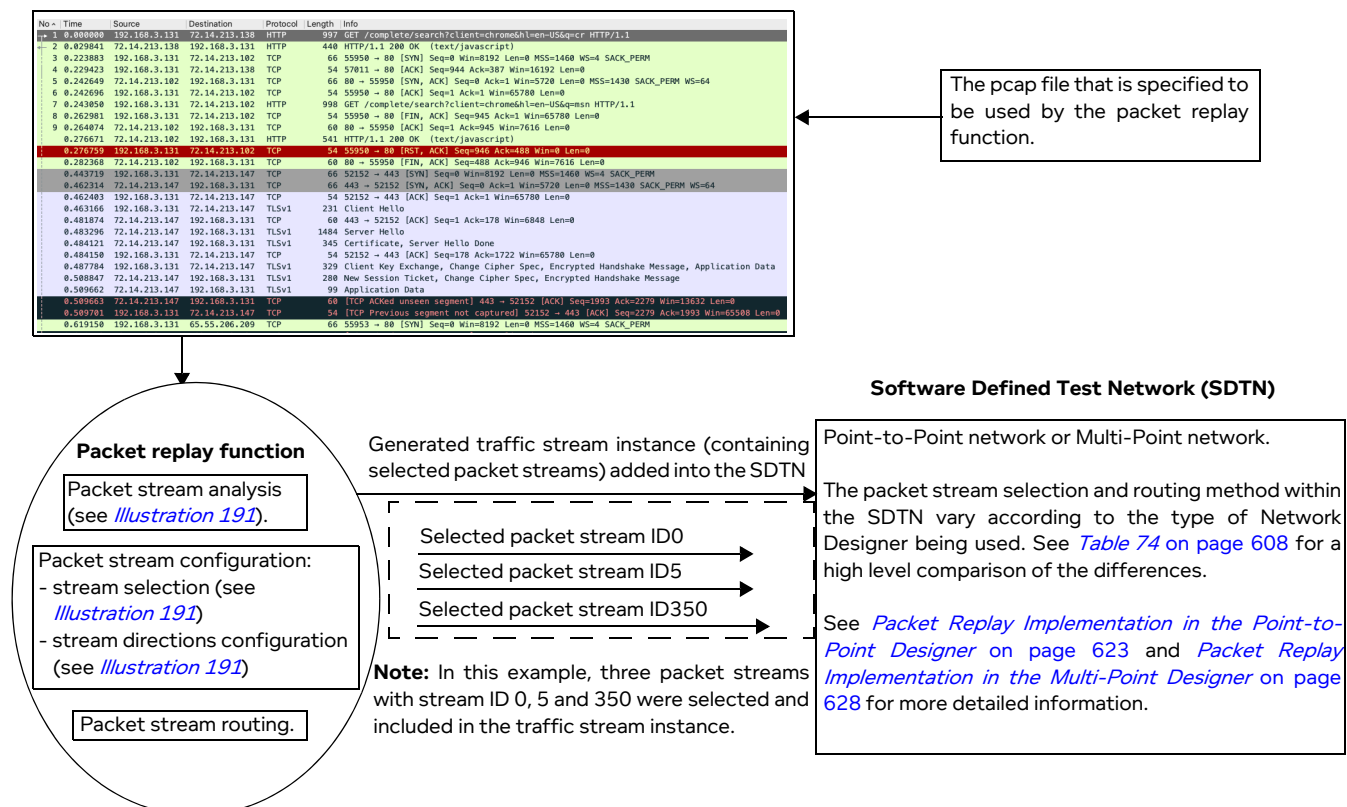 No Time Source Destination Protocol Length Info
1 0.000000 192.168.3.131 72.14.213.138 HTTP 997 GET /complete/search?client=chrome&hl=en-US&q=cr HTTP/1.1
2 0.029841 72.14.213.138 192.168.3.131 HTTP 440 HTTP/1.1 200 OK (text/javascript)
3 0.223883 192.168.3.131 72.14.213.102 TCP 66 55950 → 80 [SYN] Seq=0 Win=8192 Len=0 MSS=1460 WS=4 SACK_PERM
4 0.229423 192.168.3.131 72.14.213.138 TCP 54 57011 → 80 [ACK] Seq=944 Ack=387 Win=16192 Len=0
5 0.242649 72.14.213.102 192.168.3.131 TCP 66 80 → 55950 [SYN, ACK] Seq=0 Ack=1 Win=5720 Len=0 MSS=1430 SACK_PERM WS=64
6 0.242696 192.168.3.131 72.14.213.102 TCP 54 55950 → 80 [ACK] Seq=1 Ack=1 Win=65780 Len=0
7 0.243050 192.168.3.131 72.14.213.102 HTTP 998 GET /complete/search?client=chrome&hl=en-US&q=msn HTTP/1.1
8 0.262981 192.168.3.131 72.14.213.102 TCP 54 55950 → 80 [FIN, ACK] Seq=945 Ack=1 Win=65780 Len=0
9 0.264074 72.14.213.102 192.168.3.131 TCP 60 80 → 55950 [ACK] Seq=1 Ack=945 Win=7616 Len=0
0.276671 72.14.213.102 192.168.3.131 HTTP 541 HTTP/1.1 200 OK (text/javascript)
0.276759 192.168.3.131 72.14.213.102 TCP 54 55950 → 80 [RST, ACK] Seq=946 Ack=488 Win=0 Len=0
0.282368 72.14.213.102 192.168.3.131 TCP 60 80 → 55950 [FIN, ACK] Seq=488 Ack=946 Win=7616 Len=0
0.443719 192.168.3.131 72.14.213.147 TCP 66 52152 → 443 [SYN] Seq=0 Win=8192 Len=0 MSS=1460 WS=4 SACK_PERM
0.462314 72.14.213.147 192.168.3.131 TCP 66 443 → 52152 [SYN, ACK] Seq=0 Ack=1 Win=5720 Len=0 MSS=1430 SACK_PERM WS=64
0.462403 192.168.3.131 72.14.213.147 TCP 54 52152 → 443 [ACK] Seq=1 Ack=1 Win=65780 Len=0
0.463166 192.168.3.131 72.14.213.147 TLSv1 231 Client Hello
0.481874 72.14.213.147 192.168.3.131 TCP 60 443 → 52152 [ACK] Seq=1 Ack=178 Win=6848 Len=0
0.483296 72.14.213.147 192.168.3.131 TLSv1 1484 Server Hello
0.484121 72.14.213.147 192.168.3.131 TLSv1 345 Certificate, Server Hello Done
0.484150 192.168.3.131 72.14.213.147 TCP 54 52152 → 443 [ACK] Seq=178 Ack=1722 Win=65780 Len=0
0.487784 192.168.3.131 72.14.213.147 TLSv1 329 Client Key Exchange, Change Cipher Spec, Encrypted Handshake Message, Application Data
0.508847 72.14.213.147 192.168.3.131 TLSv1 280 New Session Ticket, Change Cipher Spec, Encrypted Handshake Message
0.509662 72.14.213.147 192.168.3.131 TLSv1 99 Application Data
0.509663 72.14.213.147 192.168.3.131 TCP 60 [TCP ACKed unseen segment] 443 → 52152 [ACK] Seq=1993 Ack=2279 Win=13632 Len=0
0.509701 192.168.3.131 72.14.213.147 TCP 54 [TCP Previous segment not captured] 52152 → 443 [ACK] Seq=2279 Ack=1993 Win=65508 Len=0
0.619150 192.168.3.131 65.55.206.209 TCP 66 55953 → 80 [SYN] Seq=0 Win=8192 Len=0 MSS=1460 WS=4 SACK_PERM
The pcap file that is specified to
be used by the packet replay
function.
Packet replay function
Packet stream analysis
(see Illustration 191).
Packet stream configuration:
- stream selection (see
Illustration 191)
- stream directions configuration
(see Illustration 191)
Packet stream routing.
Generated traffic stream instance (containing
selected packet streams) added into the SDTN
Selected packet stream ID0
Selected packet stream ID5
Selected packet stream ID350
Note: In this example, three packet streams
with stream ID 0, 5 and 350 were selected and
included in the traffic stream instance.
Software Defined Test Network (SDTN)
Point-to-Point network or Multi-Point network.
The packet stream selection and routing method within
the SDTN vary according to the type of Network
Designer being used. See Table 74 on page 608 for a
high level comparison of the differences.
See Packet Replay Implementation in the Point-to-
Point Designer on page 623 and Packet Replay
Implementation in the Multi-Point Designer on page
628 for more detailed information.